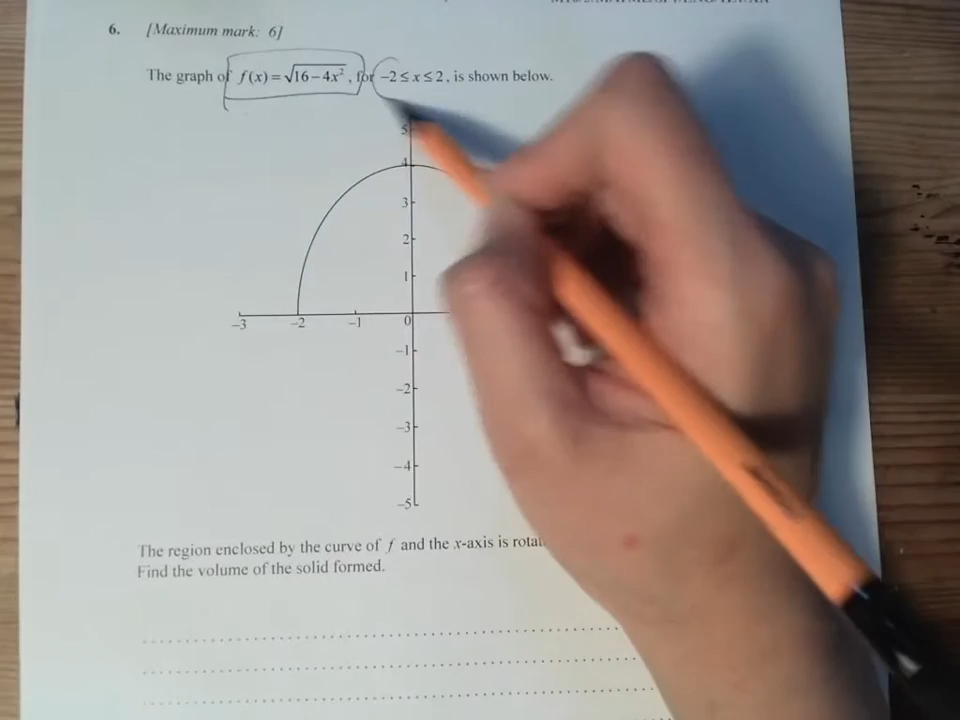 6. [Maximum mark: 6]
The graph of f(x) = √16 − 4x², for −2 ≤ x ≤ 2, is shown below.
5
4
3
2
1
−3 −2 −1 0
−1
−2
−3
−4
−5
The region enclosed by the curve of f and the x-axis is
Find the volume of the solid formed.